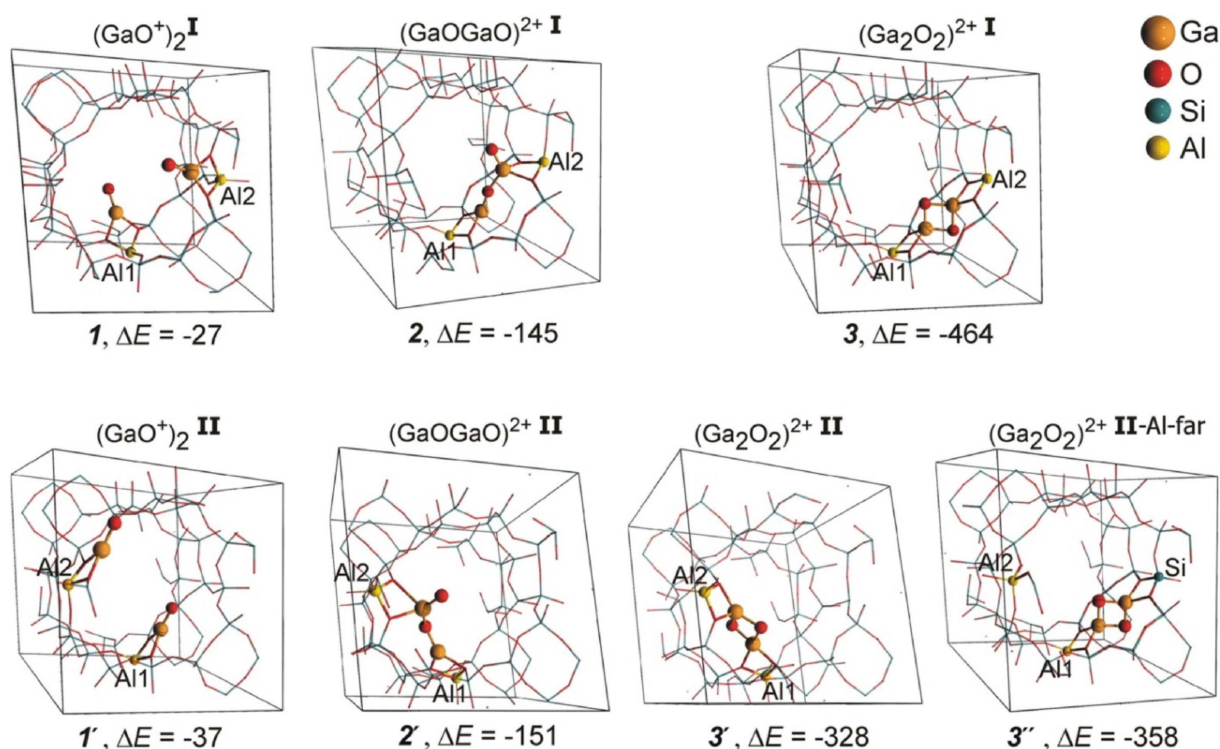 (GaO⁺)₂ I
(GaOGaO)²⁺ I
(Ga₂O₂)²⁺ I
Ga
O
Si
Al
Al2
Al1
Al2
Al1
Al2
Al1
1, ΔE = -27
2, ΔE = -145
3, ΔE = -464
(GaO⁺)₂ II
(GaOGaO)²⁺ II
(Ga₂O₂)²⁺ II
(Ga₂O₂)²⁺ II-Al-far
Al2
Al1
Al2
Al1
Al2
Al1
Al2
Si
Al1
1′, ΔE = -37
2′, ΔE = -151
3′, ΔE = -328
3′′, ΔE = -358